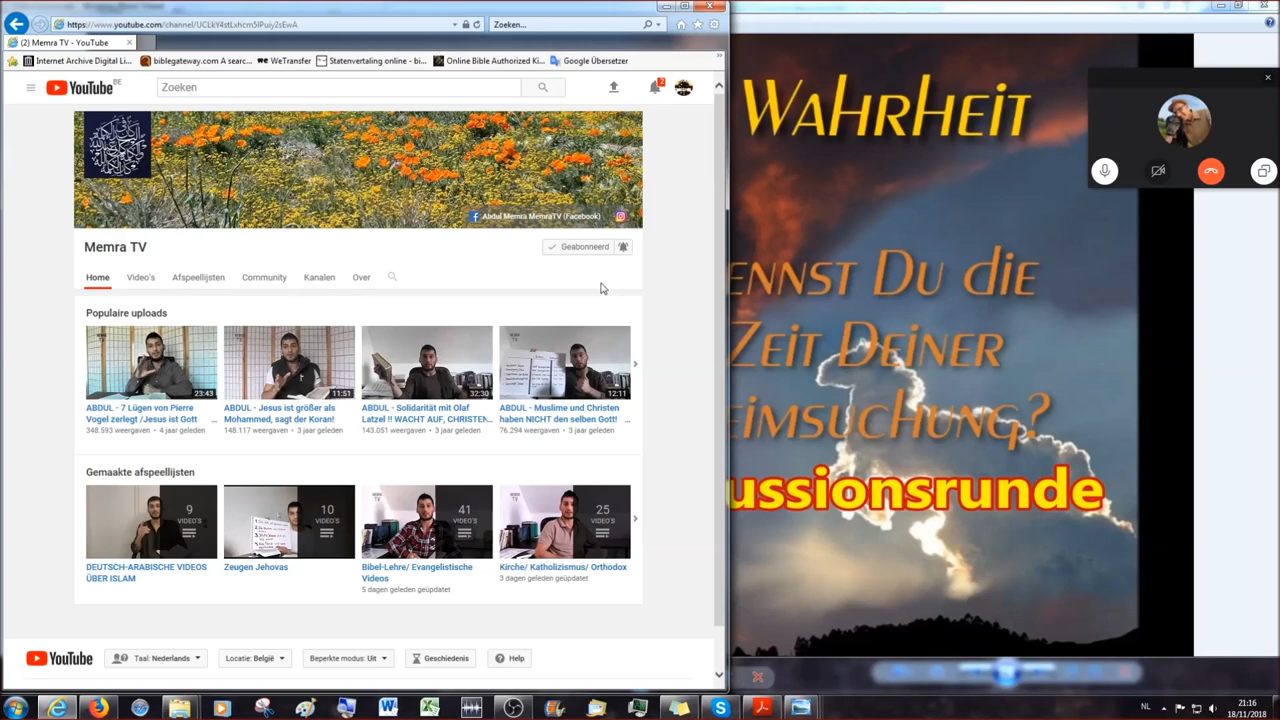 https://www.youtube.com/channel/UCLkY4stLxhcm5lPuiy2sEwA
Zoeken...
(2) Memra TV - YouTube
Internet Archive Digital Li...
biblegateway.com A searc...
WeTransfer
Statenvertaling online - bi...
Online Bible Authorized Ki...
Google Übersetzer
YouTube BE
Zoeken
2
Abdul Memra MemraTV (Facebook)
Memra TV
Geabonneerd
Home
Video's
Afspeellijsten
Community
Kanalen
Over
Populaire uploads
23:43
11:51
32:30
12:11
ABDUL - 7 Lügen von Pierre
Vogel zerlegt /Jesus ist Gott ...
348.593 weergaven • 4 jaar geleden
ABDUL - Jesus ist größer als
Mohammed, sagt der Koran!
148.117 weergaven • 3 jaar geleden
ABDUL - Solidarität mit Olaf
Latzel !! WACHT AUF, CHRISTEN...
143.051 weergaven • 3 jaar geleden
ABDUL - Muslime und Christen
haben NICHT den selben Gott! ...
76.294 weergaven • 3 jaar geleden
Gemaakte afspeellijsten
9
VIDEO'S
10
VIDEO'S
41
VIDEO'S
25
VIDEO'S
DEUTSCH-ARABISCHE VIDEOS
ÜBER ISLAM
Zeugen Jehovas
Bibel-Lehre/ Evangelistische
Videos
5 dagen geleden geüpdatet
Kirche/ Katholizismus/ Orthodox
3 dagen geleden geüpdatet
YouTube
Taal: Nederlands
Locatie: België
Beperkte modus: Uit
Geschiedenis
Help
Wahrheit
ennst Du die
Zeit Deiner
eimsuchung?
ussionsrunde
NL
21:16
18/11/2018